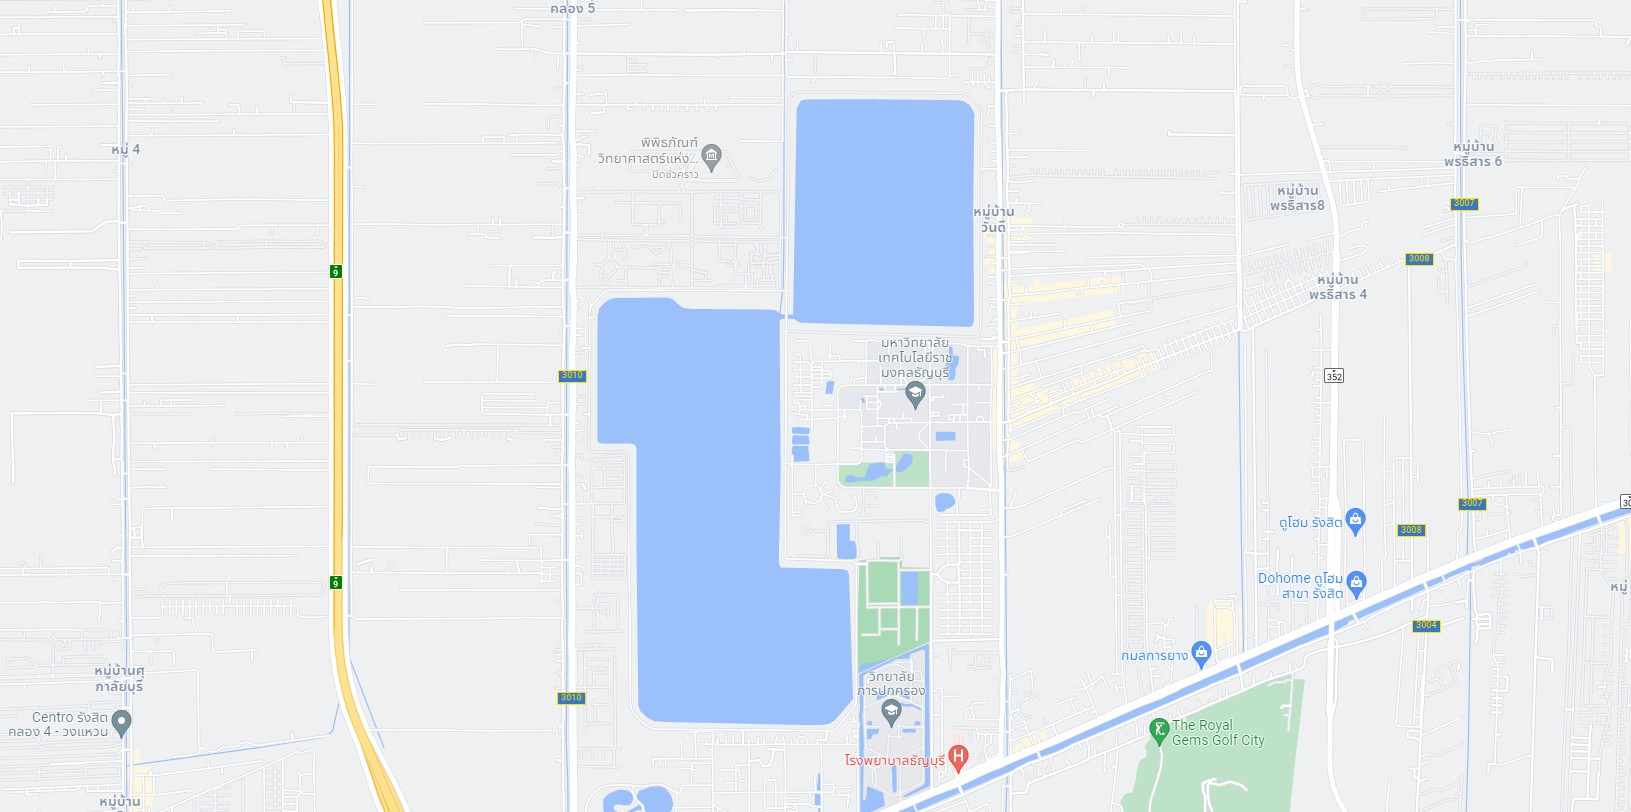 คลอง 5
หมู่ 4
พิพิธภัณฑ์
วิทยาศาสตร์แห่ง...
ปิดชั่วคราว
หมู่บ้าน
พรธิสาร 6
หมู่บ้าน
พรธิสาร8
3007
หมู่บ้าน
วันดี
3008
9
หมู่บ้าน
พรธิสาร 4
มหาวิทยาลัย
เทคโนโลยีราช
มงคลธัญบุรี
3010
352
3007
ดูโฮม รังสิต
3008
9
Dohome ดูโฮม
สาขา รังสิต
หมู่
3004
กมลการยาง
หมู่บ้านศุ
ภาลัยบุรี
วิทยาลัย
การปกครอง
3010
Centro รังสิต
คลอง 4 - วงแหวน
The Royal
Gems Golf City
โรงพยาบาลธัญบุรี
H
หมู่บ้าน